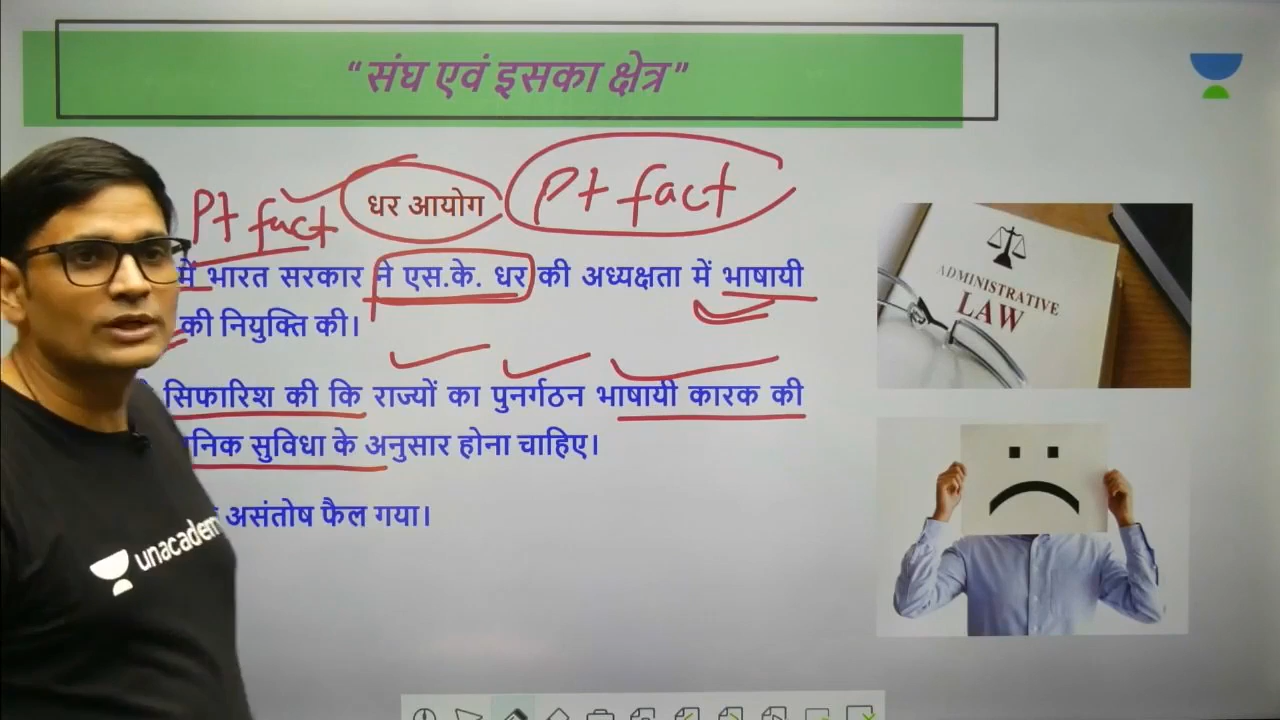 “संघ एवं इसका क्षेत्र”
Pt fact
धर आयोग
Pt fact
में भारत सरकार ने एस.के. धर की अध्यक्षता में भाषायी
की नियुक्ति की।
सिफारिश की कि राज्यों का पुनर्गठन भाषायी कारक की
सुविधा के अनुसार होना चाहिए।
असंतोष फैल गया।
ADMINISTRATIVE
LAW
unacadem